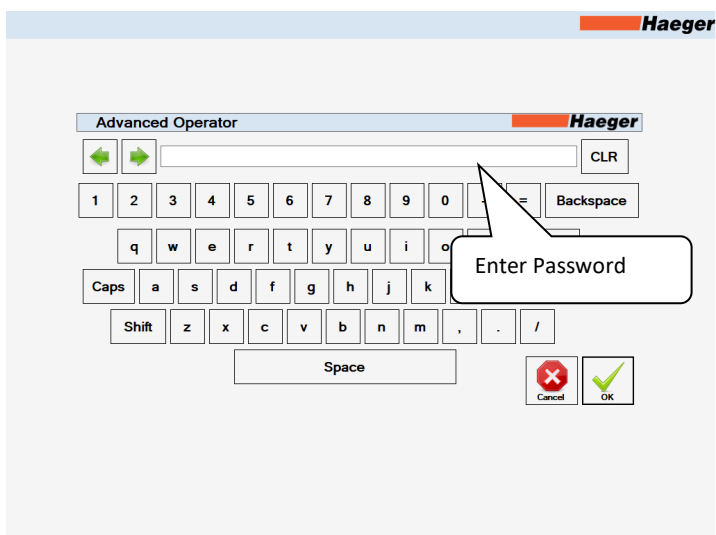 Haeger
Advanced Operator Haeger
CLR
1 2 3 4 5 6 7 8 9 0 - = Backspace
q w e r t y u i o
Enter Password
Caps a s d f g h j k
Shift z x c v b n m , . /
Space
Cancel OK